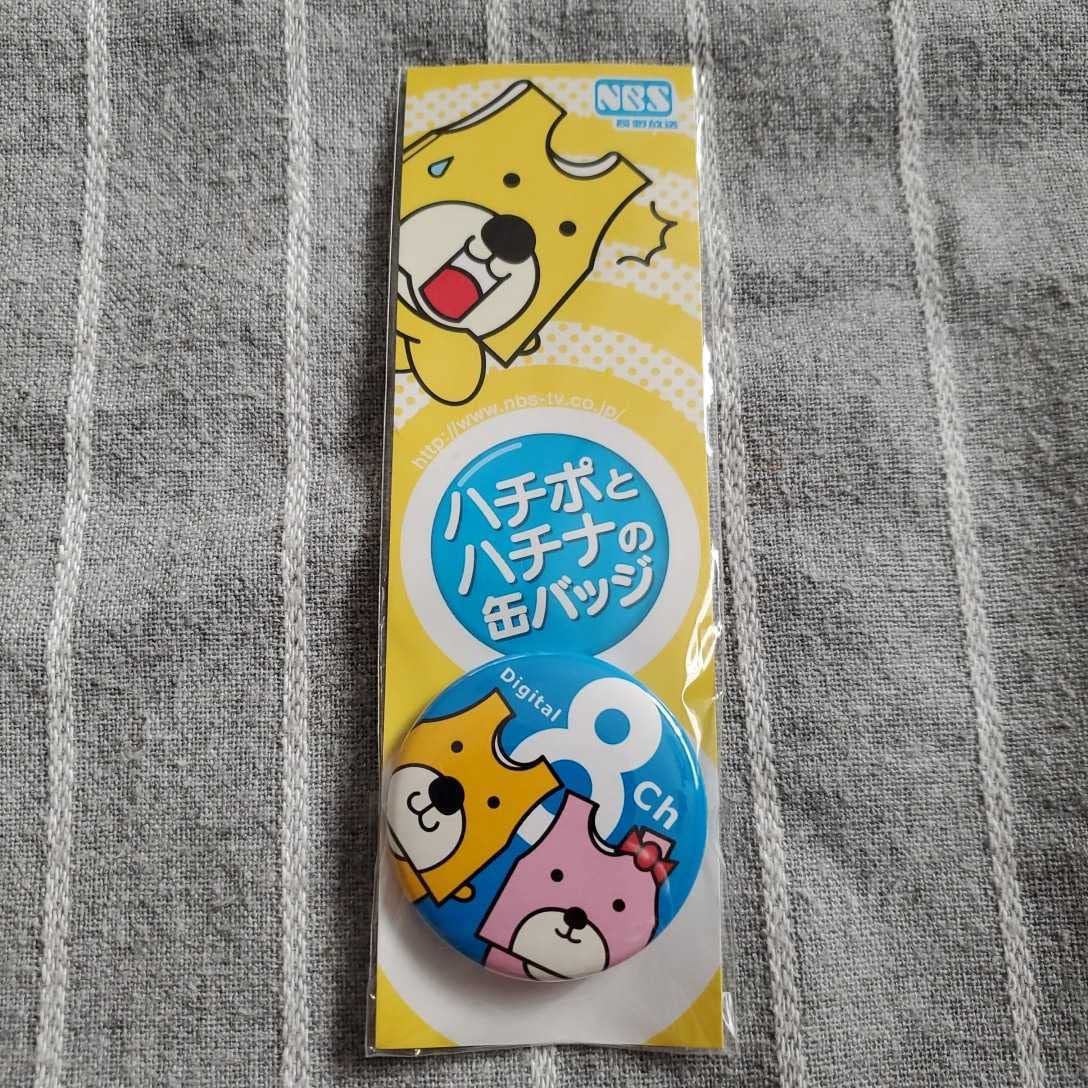 NBS
長野放送
http://www.nbs-tv.co.jp/
ハチポと
ハチナの
缶バッジ
Digital
8
Ch